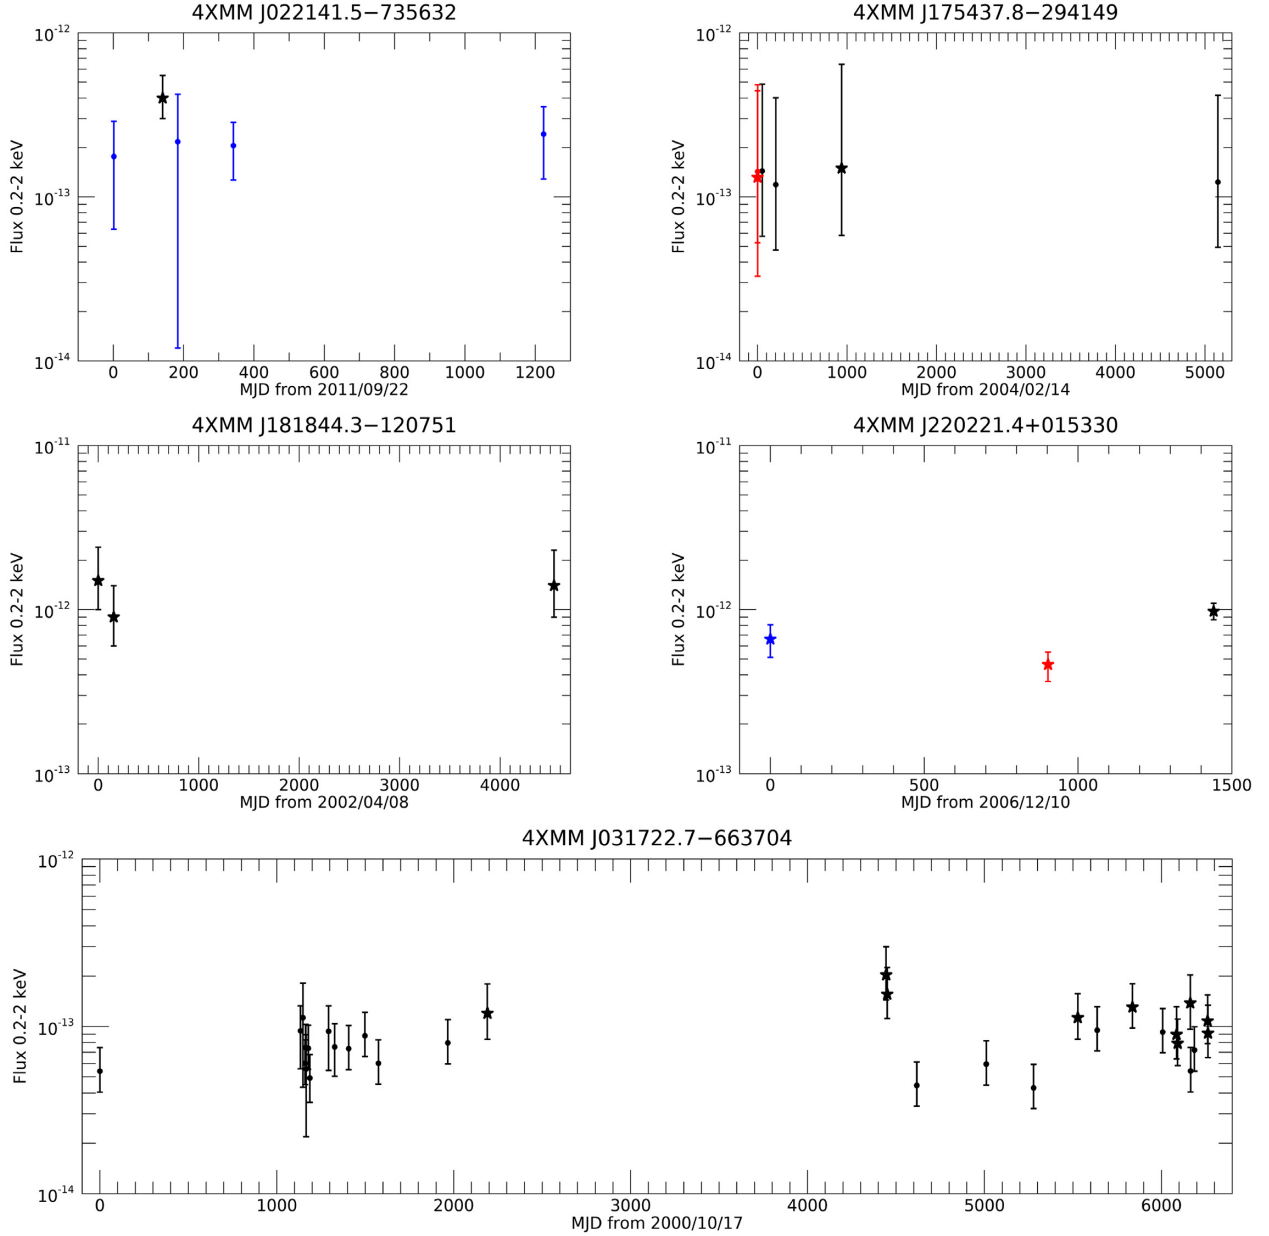 4XMM J022141.5−735632
10⁻¹²
10⁻¹³
10⁻¹⁴
Flux 0.2-2 keV
0 200 400 600 800 1000 1200
MJD from 2011/09/22
4XMM J175437.8−294149
10⁻¹²
10⁻¹³
10⁻¹⁴
Flux 0.2-2 keV
0 1000 2000 3000 4000 5000
MJD from 2004/02/14
4XMM J181844.3−120751
10⁻¹¹
10⁻¹²
10⁻¹³
Flux 0.2-2 keV
0 1000 2000 3000 4000
MJD from 2002/04/08
4XMM J220221.4+015330
10⁻¹¹
10⁻¹²
10⁻¹³
Flux 0.2-2 keV
0 500 1000 1500
MJD from 2006/12/10
4XMM J031722.7−663704
10⁻¹²
10⁻¹³
10⁻¹⁴
Flux 0.2-2 keV
0 1000 2000 3000 4000 5000 6000
MJD from 2000/10/17